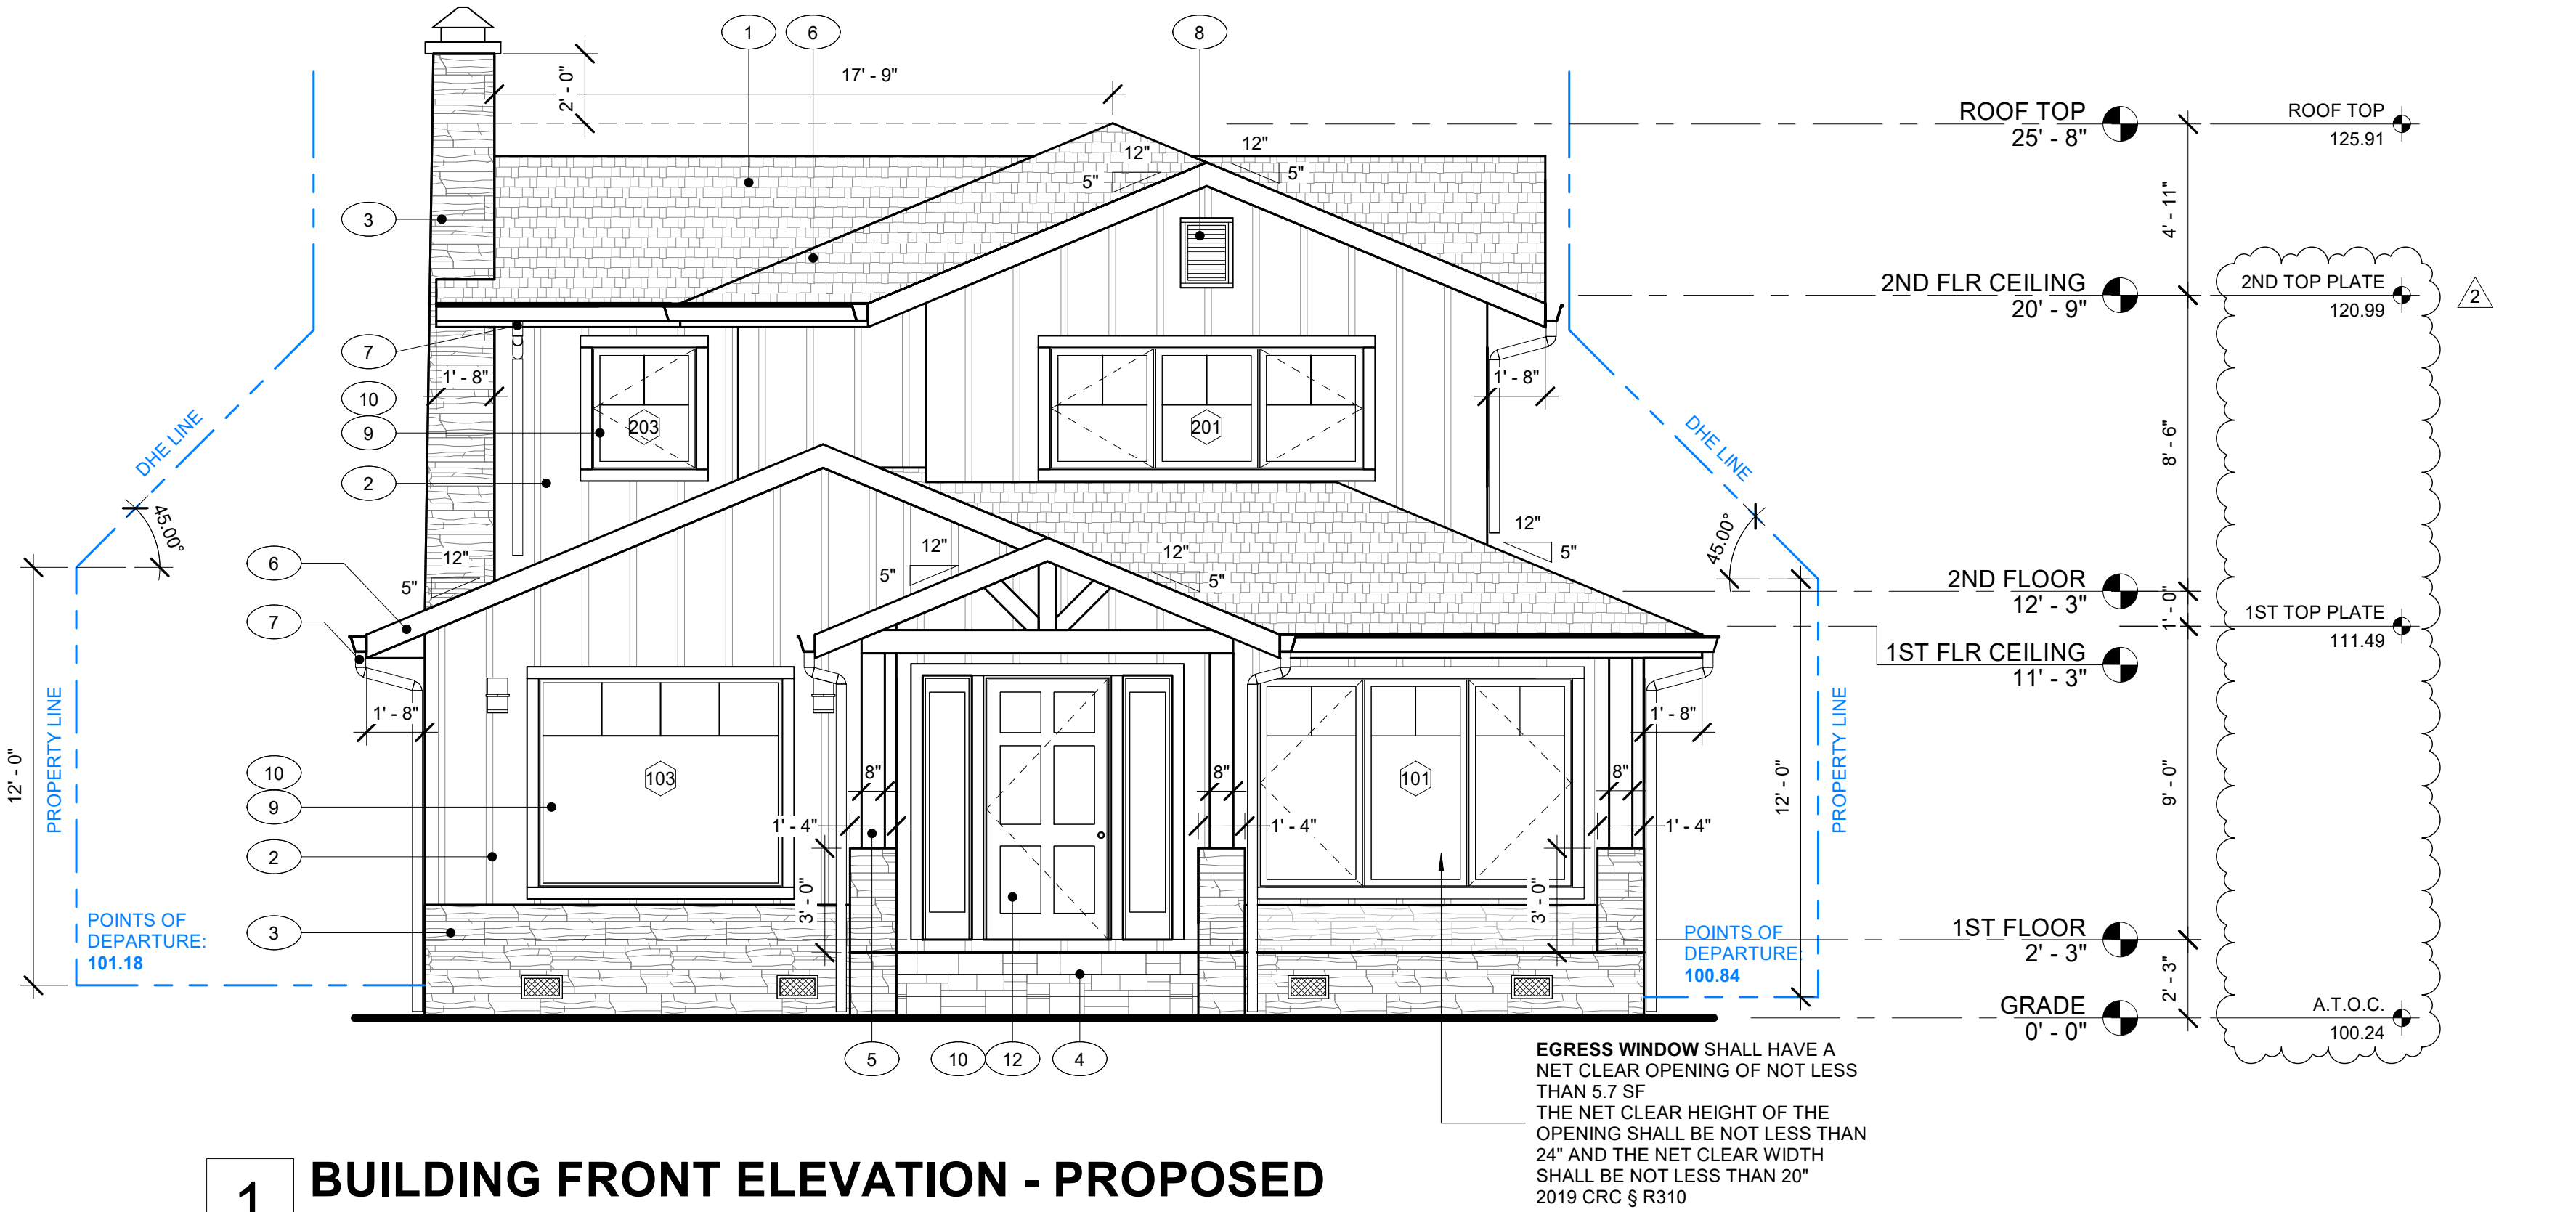 1
6
8
17' - 9"
2' - 0"
12"
5"
12"
5"
ROOF TOP
25' - 8"
ROOF TOP
125.91
3
4' - 11"
2ND FLR CEILING
20' - 9"
2ND TOP PLATE
120.99
2
7
1' - 8"
1' - 8"
10
9
203
201
DHE LINE
DHE LINE
8' - 6"
2
45.00°
45.00°
12"
5"
12"
5"
12"
5"
12"
5"
6
2ND FLOOR
12' - 3"
1' - 0"
1ST TOP PLATE
111.49
7
1ST FLR CEILING
11' - 3"
1' - 8"
1' - 8"
PROPERTY LINE
12' - 0"
10
9
103
8"
8"
101
8"
12' - 0"
PROPERTY LINE
9' - 0"
1' - 4"
1' - 4"
1' - 4"
2
3' - 0"
3' - 0"
POINTS OF
DEPARTURE:
101.18
3
POINTS OF
DEPARTURE:
100.84
1ST FLOOR
2' - 3"
2' - 3"
GRADE
0' - 0"
A.T.O.C.
100.24
5
10
12
4
EGRESS WINDOW SHALL HAVE A
NET CLEAR OPENING OF NOT LESS
THAN 5.7 SF
THE NET CLEAR HEIGHT OF THE
OPENING SHALL BE NOT LESS THAN
24" AND THE NET CLEAR WIDTH
SHALL BE NOT LESS THAN 20"
2019 CRC § R310
1
BUILDING FRONT ELEVATION - PROPOSED